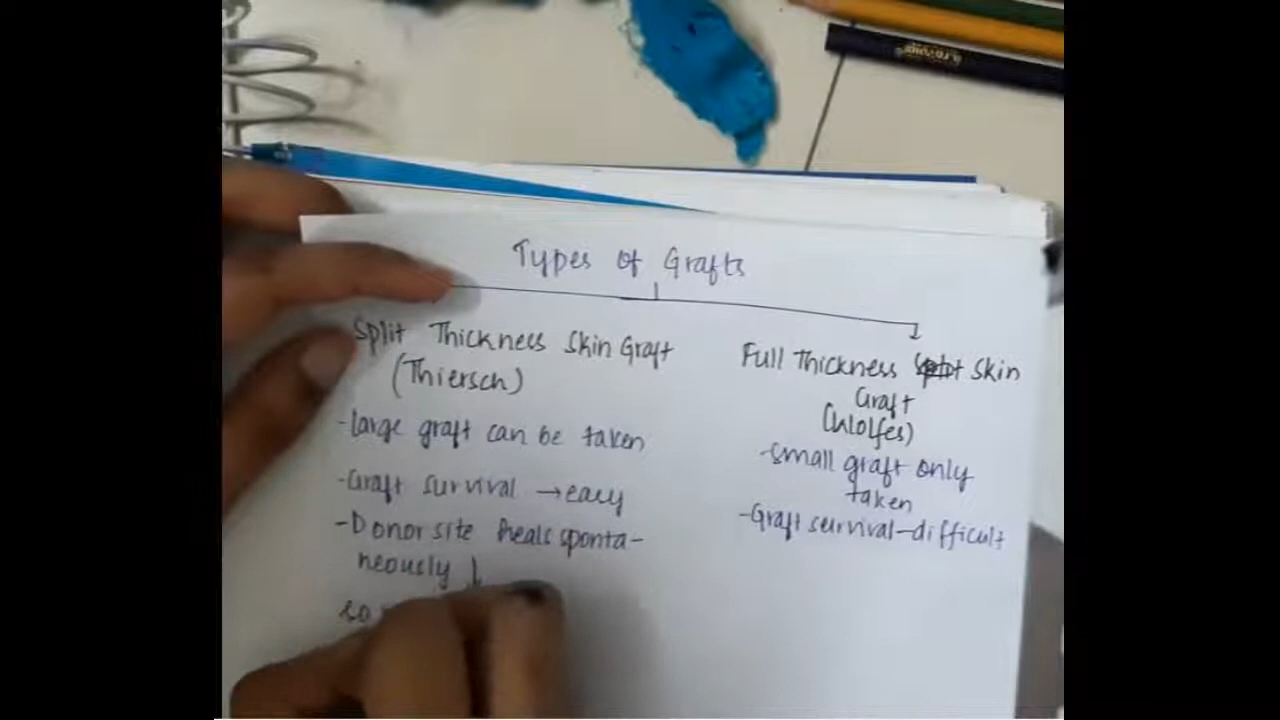 Types of Grafts
Split Thickness Skin Graft
(Thiersch)
-Large graft can be taken
-Graft survival → easy
-Donor site heals sponta-
neously ↓
so
Full Thickness Skin
Graft
(Wolfes)
-small graft only
taken
-Graft survival-difficult